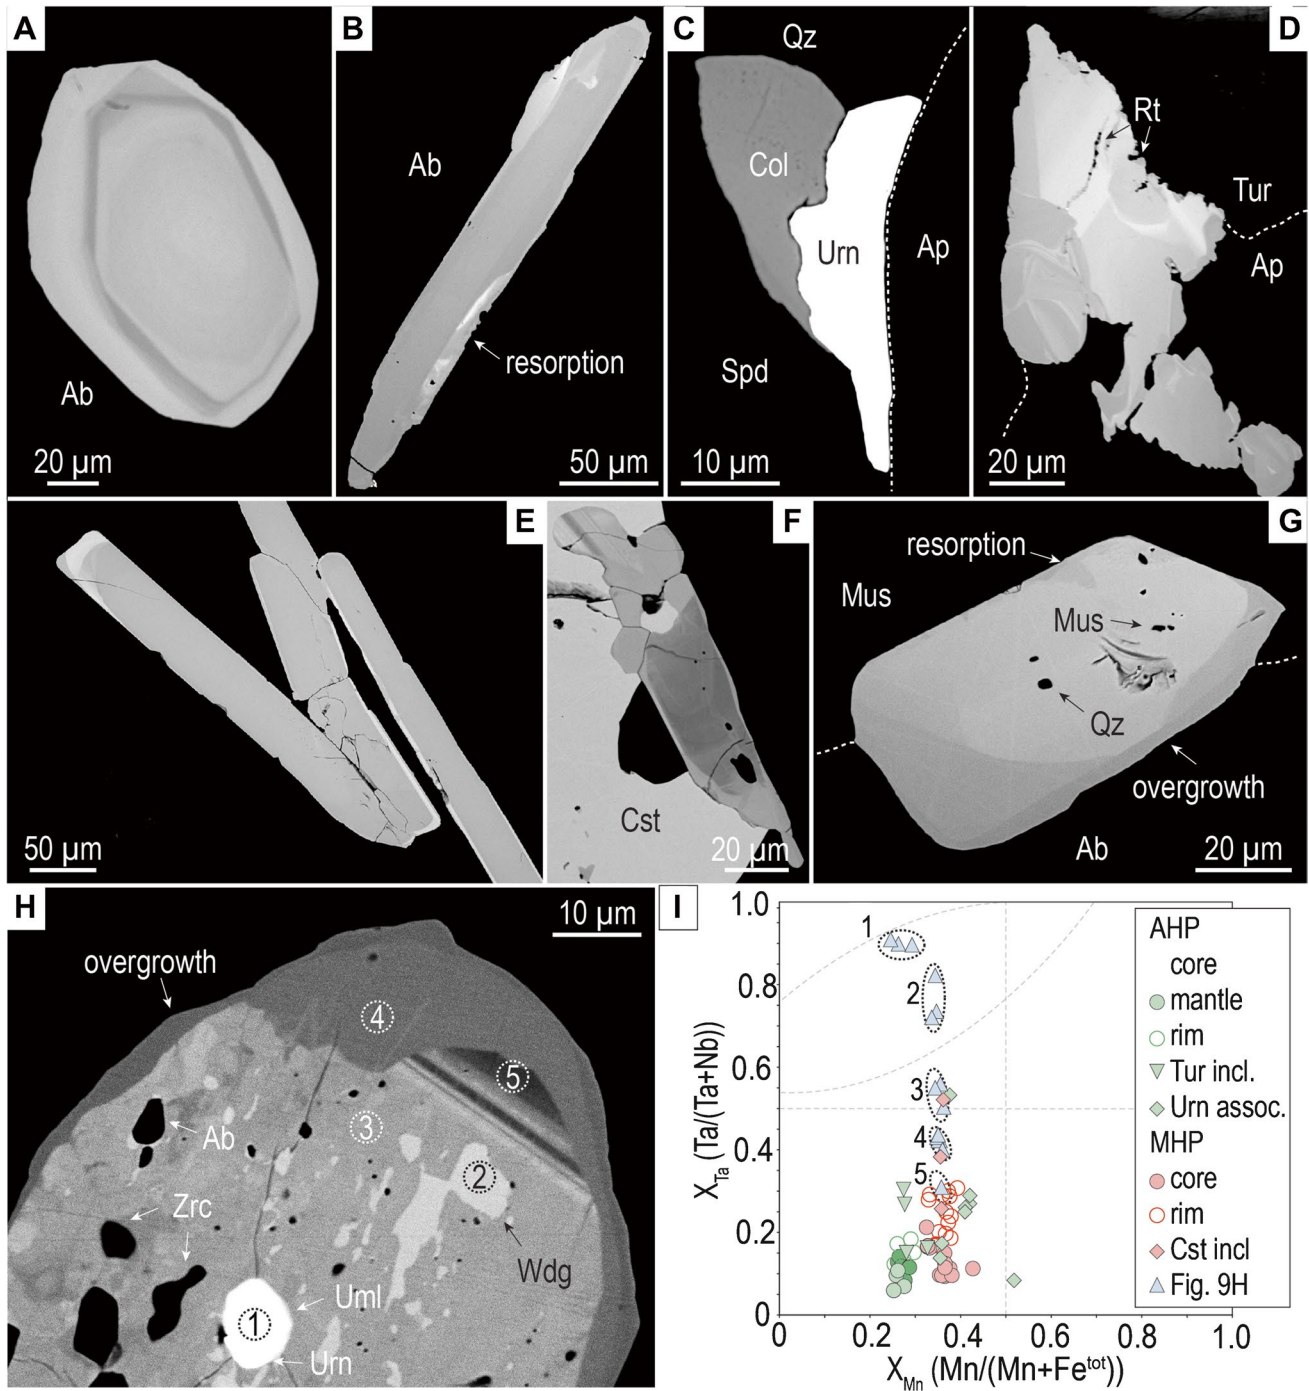 A
Ab
20 µm
B
Ab
resorption
50 µm
C
Qz
Col
Urn
Ap
Spd
10 µm
D
Rt
Tur
Ap
20 µm
E
50 µm
F
Cst
20 µm
G
resorption
Mus
Mus
Qz
overgrowth
Ab
20 µm
H
10 µm
overgrowth
4
5
3
Ab
2
Zrc
Wdg
Uml
1
Urn
I
1.0
0.8
0.6
0.4
0.2
0
X_Ta (Ta/(Ta+Nb))
1
2
3
4
5
AHP
core
mantle
rim
Tur incl.
Urn assoc.
MHP
core
rim
Cst incl
Fig. 9H
0 0.2 0.4 0.6 0.8 1.0
X_Mn (Mn/(Mn+Fe^tot))